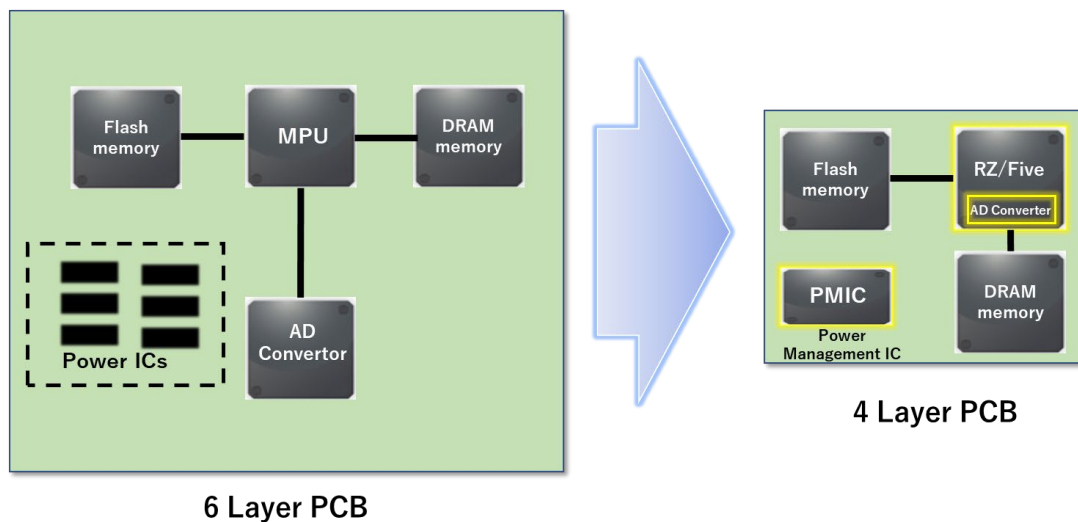 Flash
memory
MPU
DRAM
memory
AD
Convertor
Power ICs
6 Layer PCB
Flash
memory
RZ/Five
AD Converter
PMIC
Power
Management IC
DRAM
memory
4 Layer PCB